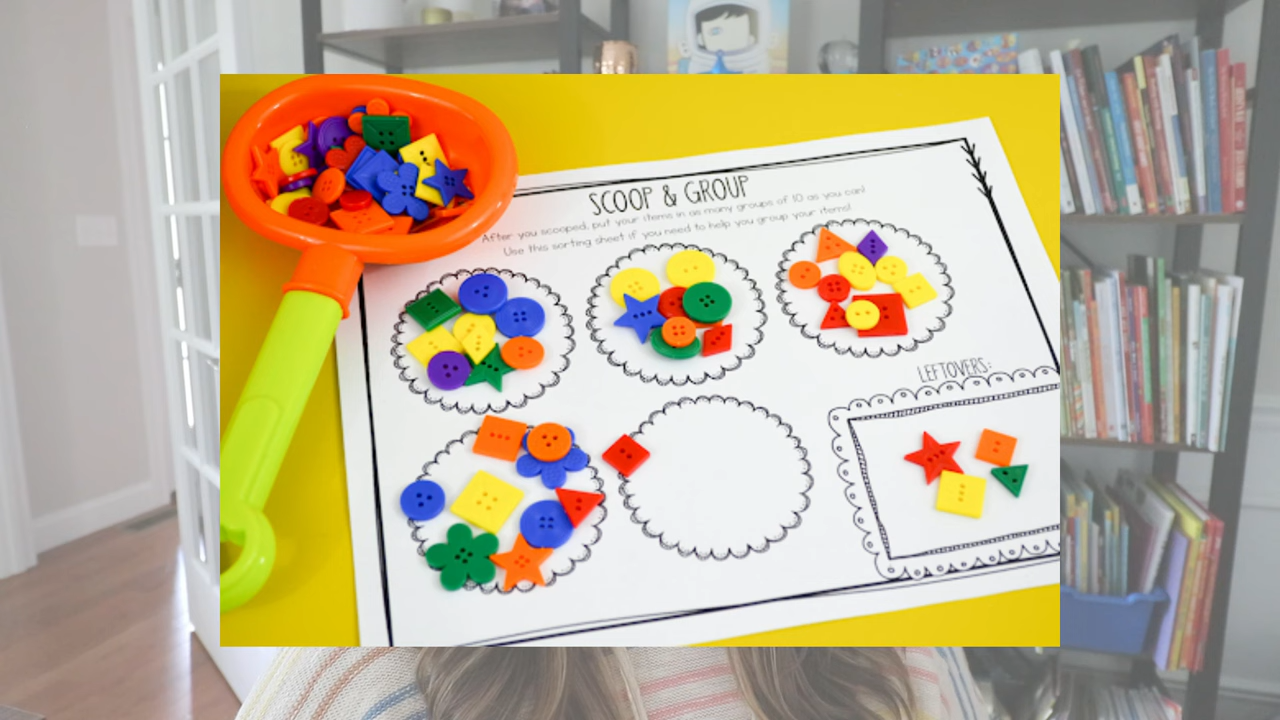 SCOOP & GROUP
After you scooped, put your items in as many groups of 10 as you can!
Use this sorting sheet if you need to help you group your items!
LEFTOVERS: